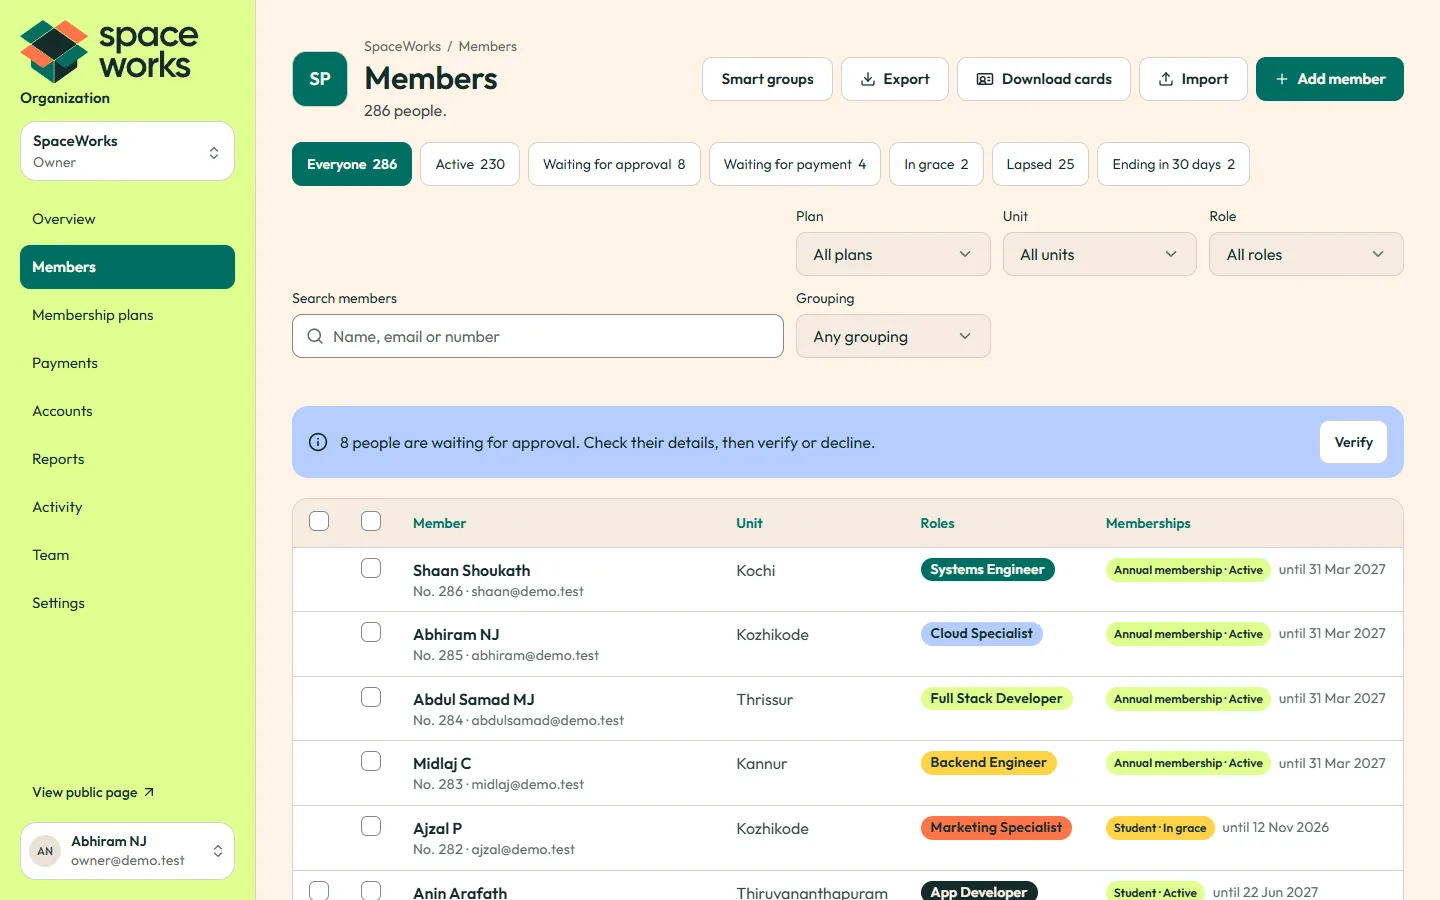 space
works
Organization
SpaceWorks
Owner
Overview
Members
Membership plans
Payments
Accounts
Reports
Activity
Team
Settings
View public page
AN
Abhiram NJ
owner@demo.test
SP
SpaceWorks / Members
Members
286 people.
Smart groups
Export
Download cards
Import
Add member
Everyone 286
Active 230
Waiting for approval 8
Waiting for payment 4
In grace 2
Lapsed 25
Ending in 30 days 2
Plan
Unit
Role
All plans
All units
All roles
Search members
Grouping
Name, email or number
Any grouping
8 people are waiting for approval. Check their details, then verify or decline.
Verify
Member Unit Roles Memberships
Shaan Shoukath Kochi Systems Engineer Annual membership · Active until 31 Mar 2027
No. 286 · shaan@demo.test
Abhiram NJ Kozhikode Cloud Specialist Annual membership · Active until 31 Mar 2027
No. 285 · abhiram@demo.test
Abdul Samad MJ Thrissur Full Stack Developer Annual membership · Active until 31 Mar 2027
No. 284 · abdulsamad@demo.test
Midlaj C Kannur Backend Engineer Annual membership · Active until 31 Mar 2027
No. 283 · midlaj@demo.test
Ajzal P Kozhikode Marketing Specialist Student · In grace until 12 Nov 2026
No. 282 · ajzal@demo.test
Anin Arafath Thiruvananthapuram App Developer Student · Active until 22 Jun 2027